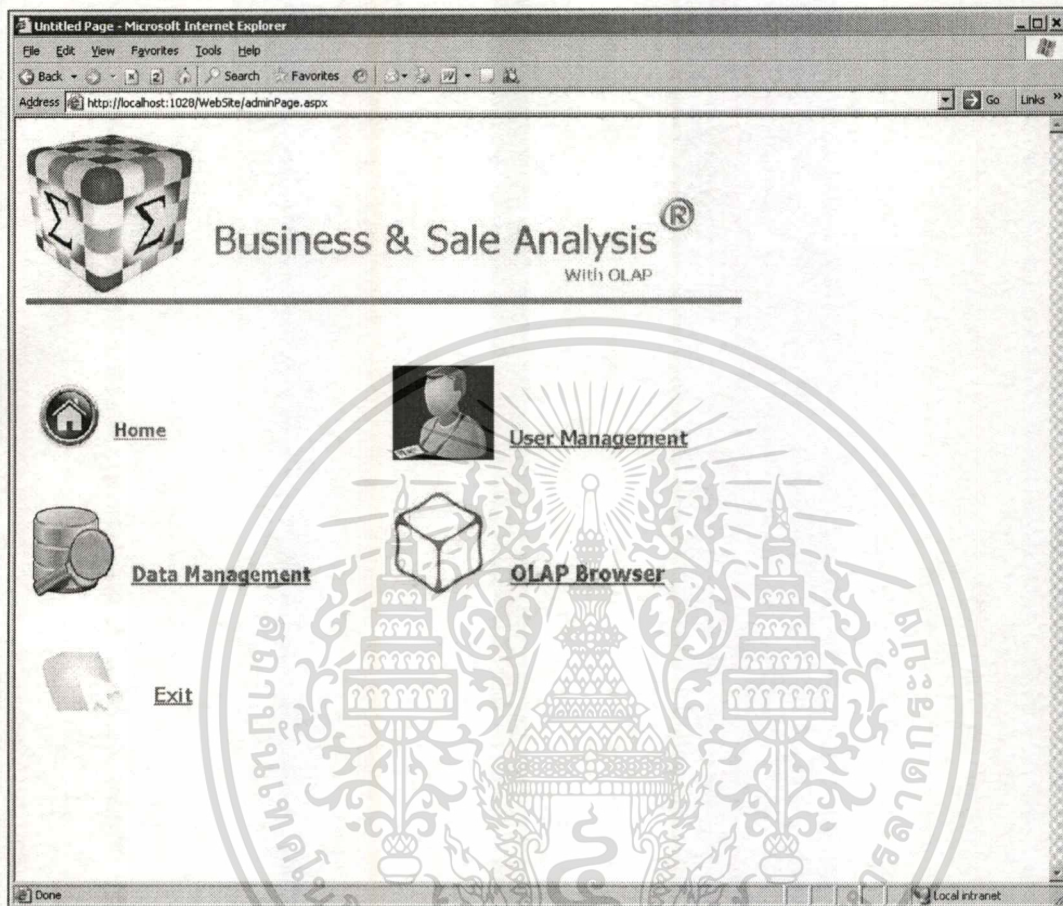 Untitled Page - Microsoft Internet Explorer
File Edit View Favorites Tools Help
Back Search Favorites
Address http://localhost:1028/WebSite/adminPage.aspx Go Links »
Σ Σ
Business & Sale Analysis®
With OLAP
Home
User Management
Data Management
OLAP Browser
Exit
Done Local intranet